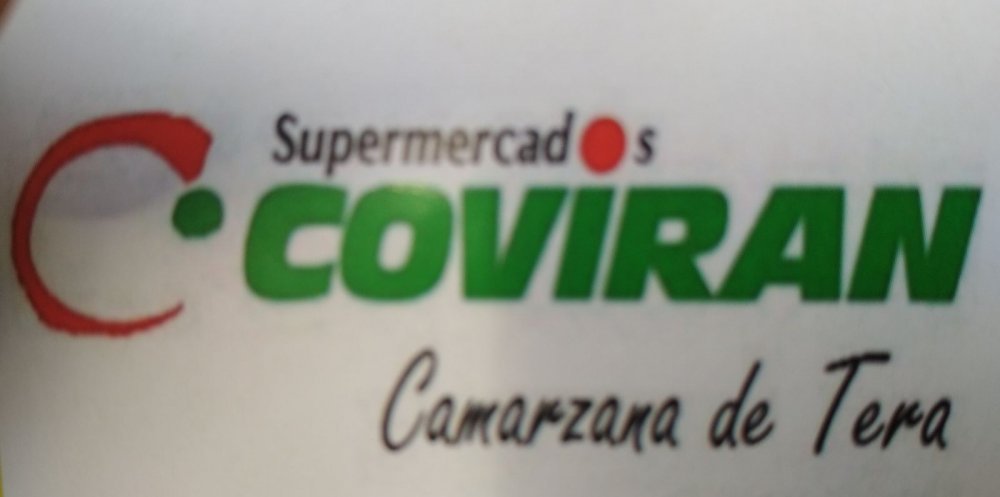 Supermercados
COVIRAN
Camarzana de Tera